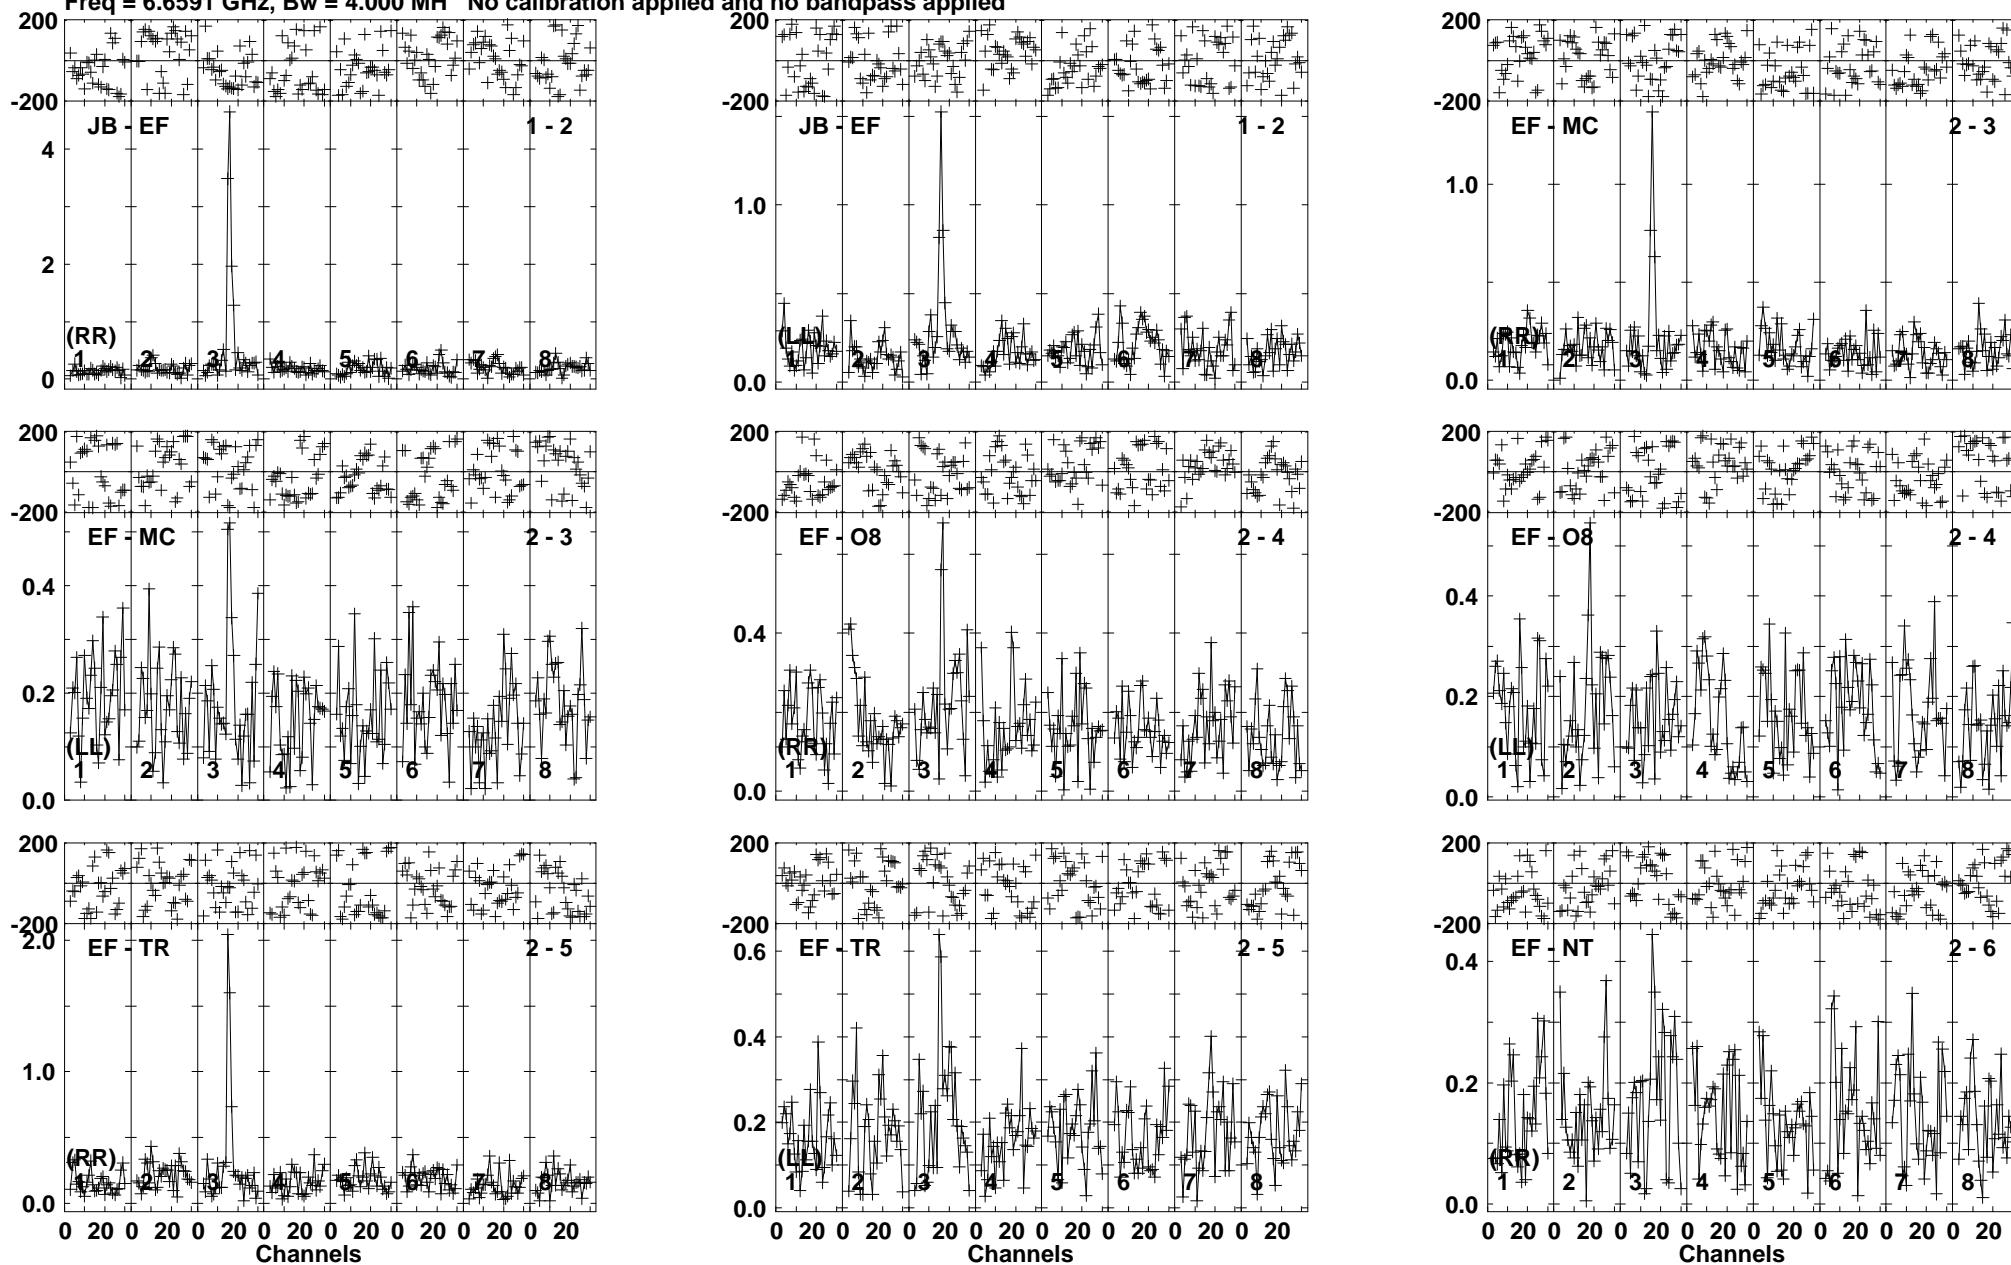 Freq = 6.6591 GHz, Bw = 4.000 MH No calibration applied and no bandpass applied
200 200 200
-200 -200 -200
JB - EF 1 - 2 JB - EF 1 - 2 EF - MC 2 - 3
4
1.0 1.0
2
(RR) (LL) (RR)
1 2 3 4 5 6 7 8 1 2 3 4 5 6 7 8 1 2 3 4 5 6 7 8
0 0.0 0.0
200 200 200
-200 -200 -200
EF - MC 2 - 3 EF - O8 2 - 4 EF - O8 2 - 4
0.4 0.4 0.4
0.2 0.2
(LL) (RR) (LL)
1 2 3 4 5 6 7 8 1 2 3 4 5 6 7 8 1 2 3 4 5 6 7 8
0.0 0.0 0.0
200 200 200
-200 -200 -200
2.0 EF - TR 2 - 5 0.6 EF - TR 2 - 5 0.4 EF - NT 2 - 6
1.0 0.4 0.2
0.2
(RR) (LL) (RR)
1 2 3 4 5 6 7 8 1 2 3 4 5 6 7 8 1 2 3 4 5 6 7 8
0.0 0.0 0.0
0 20 0 20 0 20 0 20 0 20 0 20 0 20 0 20 0 20 0 20 0 20 0 20 0 20 0 20 0 20 0 20 0 20 0 20 0 20 0 20 0 20 0 20 0 20 0 20
Channels Channels Channels